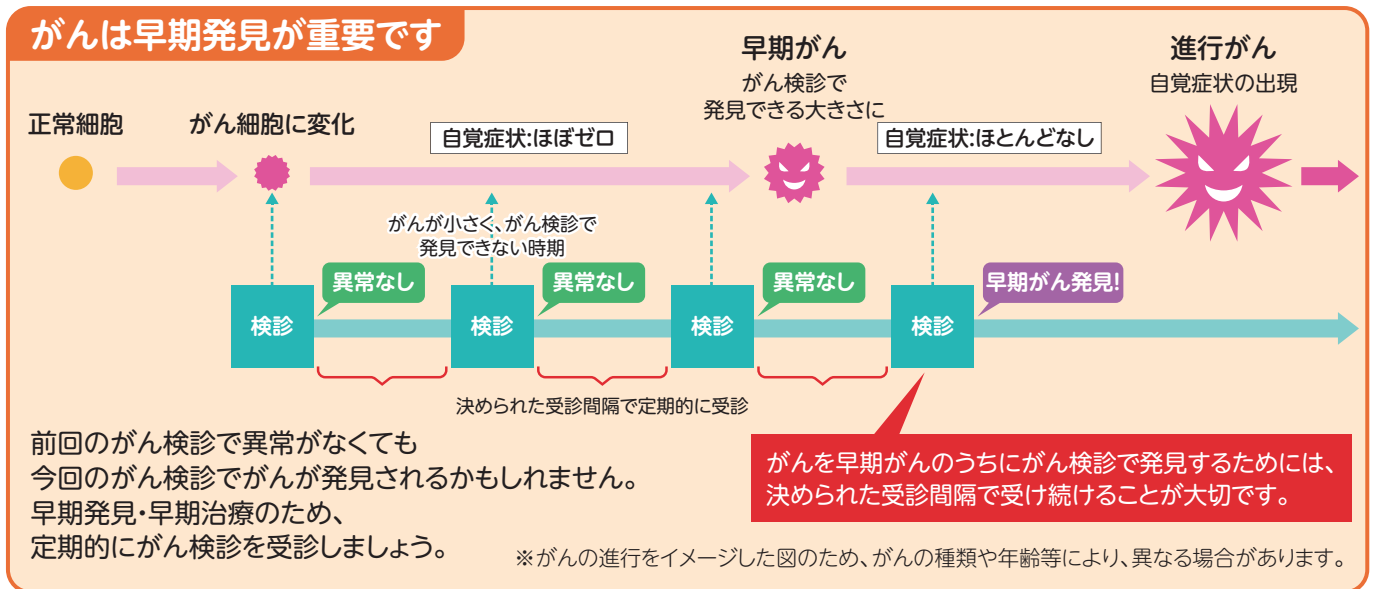 がんは早期発見が重要です
早期がん
がん検診で
発見できる大きさに
進行がん
自覚症状の出現
正常細胞
がん細胞に変化
自覚症状:ほぼゼロ
自覚症状:ほとんどなし
がんが小さく、がん検診で
発見できない時期
異常なし
異常なし
異常なし
早期がん発見!
検診
検診
検診
検診
決められた受診間隔で定期的に受診
前回のがん検診で異常がなくても
今回のがん検診でがんが発見されるかもしれません。
早期発見・早期治療のため、
定期的にがん検診を受診しましょう。
がんを早期がんのうちにがん検診で発見するためには、
決められた受診間隔で受け続けることが大切です。
※がんの進行をイメージした図のため、がんの種類や年齢等により、異なる場合があります。